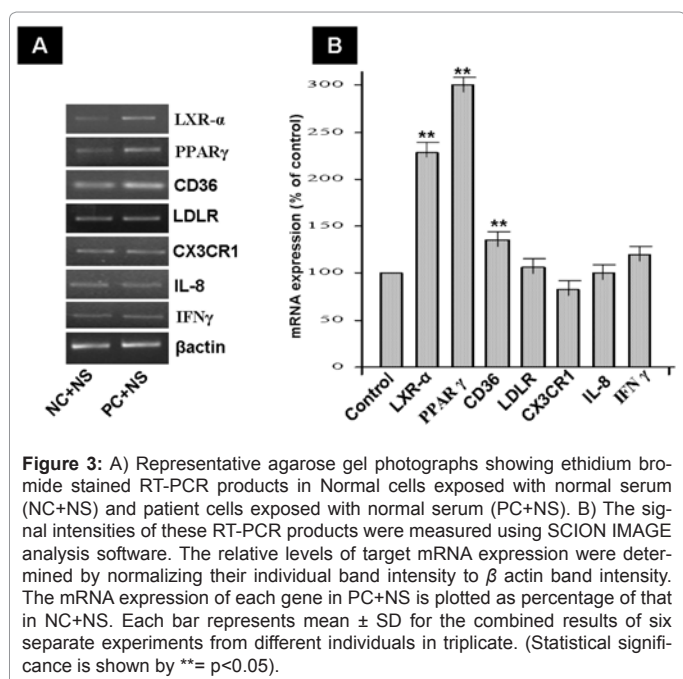 A
LXR-α
PPARγ
CD36
LDLR
CX3CR1
IL-8
IFNγ
βactin
NC+NS
PC+NS
B
mRNA expression (% of control)
300
250
200
150
100
50
0
**
**
**
Control
LXR-α
PPAR γ
CD36
LDLR
CX3CR1
IL-8
IFN γ
Figure 3: A) Representative agarose gel photographs showing ethidium bro-
mide stained RT-PCR products in Normal cells exposed with normal serum
(NC+NS) and patient cells exposed with normal serum (PC+NS). B) The sig-
nal intensities of these RT-PCR products were measured using SCION IMAGE
analysis software. The relative levels of target mRNA expression were deter-
mined by normalizing their individual band intensity to β actin band intensity.
The mRNA expression of each gene in PC+NS is plotted as percentage of that
in NC+NS. Each bar represents mean ± SD for the combined results of six
separate experiments from different individuals in triplicate. (Statistical signifi-
cance is shown by **= p<0.05).